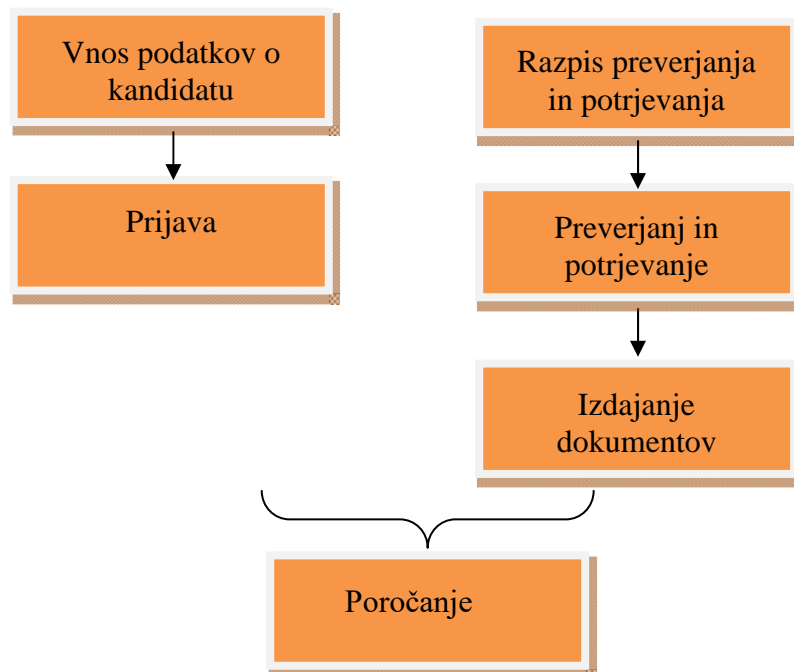 Vnos podatkov o
kandidatu
Prijava
Razpis preverjanja
in potrjevanja
Preverjanj in
potrjevanje
Izdajanje
dokumentov
Poročanje